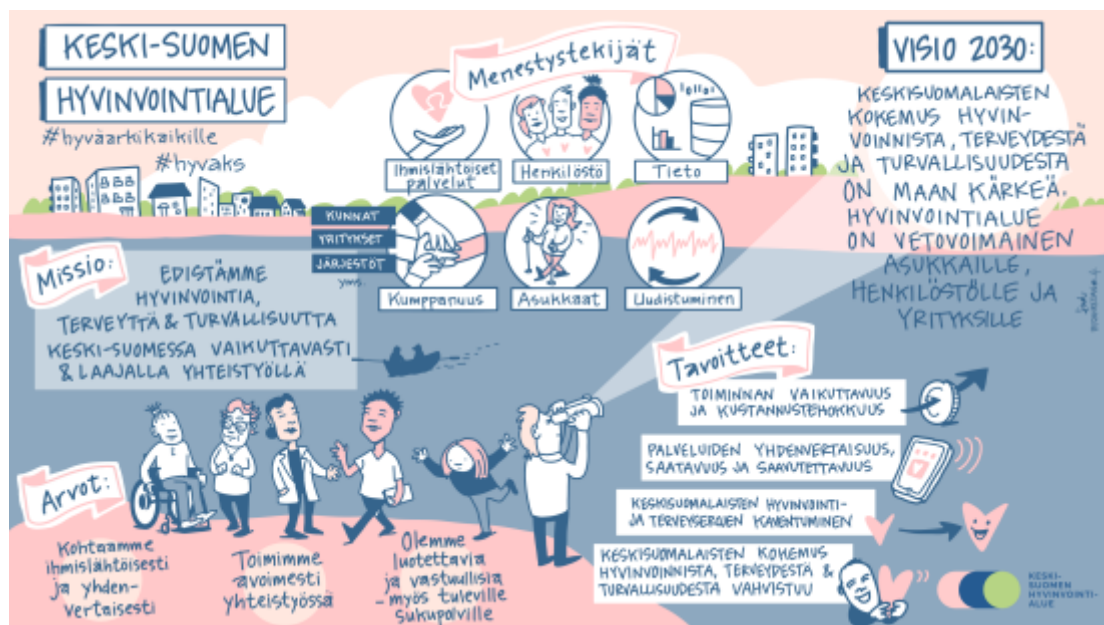 KESKI-SUOMEN
HYVINVOINTIALUE
#hyvääarkikaikille
#hyvaks
Menestystekijät
Ihmislähtöiset
palvelut
Henkilöstö
Tieto
KUNNAT
YRITYKSET
JÄRJESTÖT
yms.
Kumppanuus
Asukkaat
Uudistuminen
VISIO 2030:
KESKISUOMALAISTEN
KOKEMUS HYVIN-
VOINNISTA, TERVEYDESTÄ
JA TURVALLISUUDESTA
ON MAAN KÄRKEÄ.
HYVINVOINTIALUE
ON VETOVOIMAINEN
ASUKKAILLE,
HENKILÖSTÖLLE JA
YRITYKSILLE
Missio:
EDISTÄMME
HYVINVOINTIA,
TERVEYTTÄ & TURVALLISUUTTA
KESKI-SUOMESSA VAIKUTTAVASTI
& LAAJALLA YHTEISTYÖLLÄ
Arvot:
Kohtaamme
ihmislähtöisesti
ja yhden-
vertaisesti
Toimimme
avoimesti
yhteistyössä
Olemme
luotettavia
ja vastuullisia
- myös tuleville
sukupolville
Tavoitteet:
TOIMINNAN VAIKUTTAVUUS
JA KUSTANNUSTEHOKKUUS
€
PALVELUIDEN YHDENVERTAISUUS,
SAATAVUUS JA SAAVUTETTAVUUS
KESKISUOMALAISTEN HYVINVOINTI-
JA TERVEYSEROJEN KAVENTUMINEN
KESKISUOMALAISTEN KOKEMUS
HYVINVOINNISTA, TERVEYDESTÄ &
TURVALLISUUDESTA VAHVISTUU
KESKI-
SUOMEN
HYVINVOINTI-
ALUE